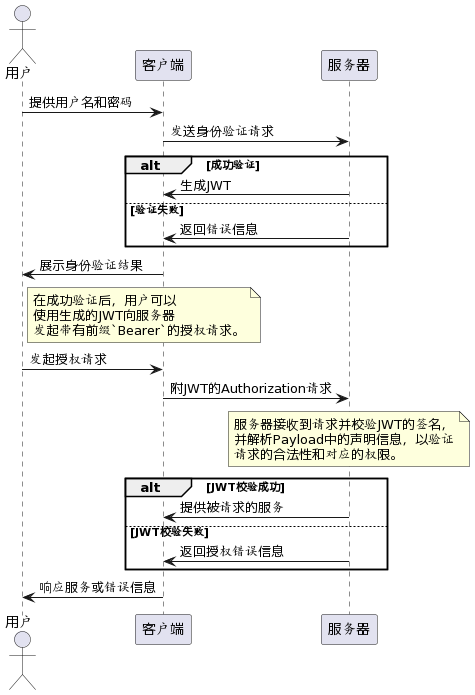 用户
客户端
服务器
提供用户名和密码
发送身份验证请求
alt
[成功验证]
生成JWT
[验证失败]
返回错误信息
展示身份验证结果
在成功验证后，用户可以
使用生成的JWT向服务器
发起带有前缀`Bearer`的授权请求。
发起授权请求
附JWT的Authorization请求
服务器接收到请求并校验JWT的签名，
并解析Payload中的声明信息，以验证
请求的合法性和对应的权限。
alt
[JWT校验成功]
提供被请求的服务
[JWT校验失败]
返回授权错误信息
响应服务或错误信息
用户
客户端
服务器